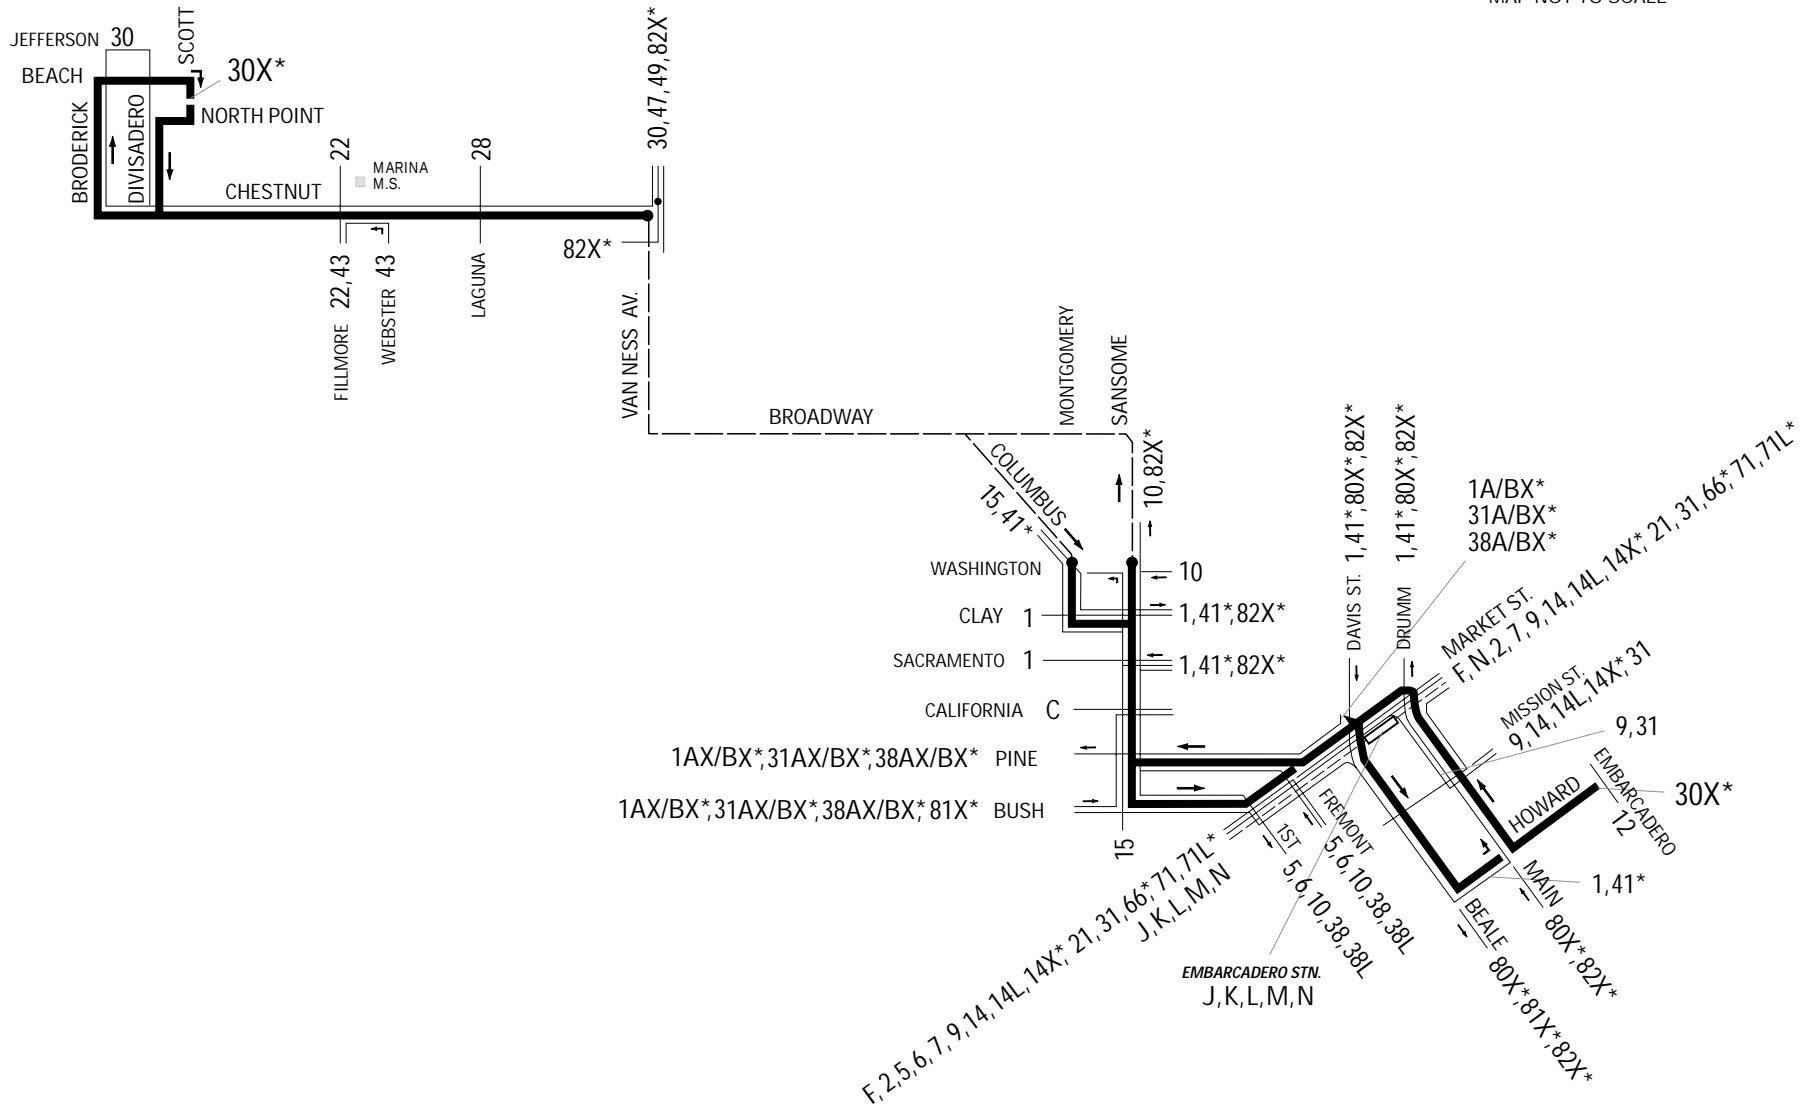 MAP NOT TO SCALE
JEFFERSON 30
SCOTT
BEACH
30X*
BRODERICK
DIVISADERO
NORTH POINT
CHESTNUT
22
MARINA
M.S.
28
30,47,49,82X*
82X*
FILLMORE 22,43
WEBSTER 43
LAGUNA
VAN NESS AV.
BROADWAY
MONTGOMERY
SANSOME
COLUMBUS
15,41*
10,82X*
WASHINGTON
10
CLAY 1
1,41*,82X*
SACRAMENTO 1
1,41*,82X*
CALIFORNIA C
1AX/BX*,31AX/BX*,38AX/BX* PINE
1AX/BX*,31AX/BX*,38AX/BX*,81X* BUSH
15
DAVIS ST. 1,41*,80X*,82X*
DRUMM 1,41*,80X*,82X*
1A/BX*
31A/BX*
38A/BX*
MARKET ST.
F,N,2,7,9,14,14L,14X*,21,31,66*,71,71L*
MISSION ST.
9,14,14L,14X*,31
9,31
EMBARCADERO
12
30X*
HOWARD
1,41*
MAIN 80X*,82X*
BEALE 80X*,81X*,82X*
FREMONT
5,6,10,38,38L
1ST 5,6,10,38,38L
F,2,5,6,7,9,14,14L,14X*,21,31,66*,71,71L*
J,K,L,M,N
EMBARCADERO STN.
J,K,L,M,N